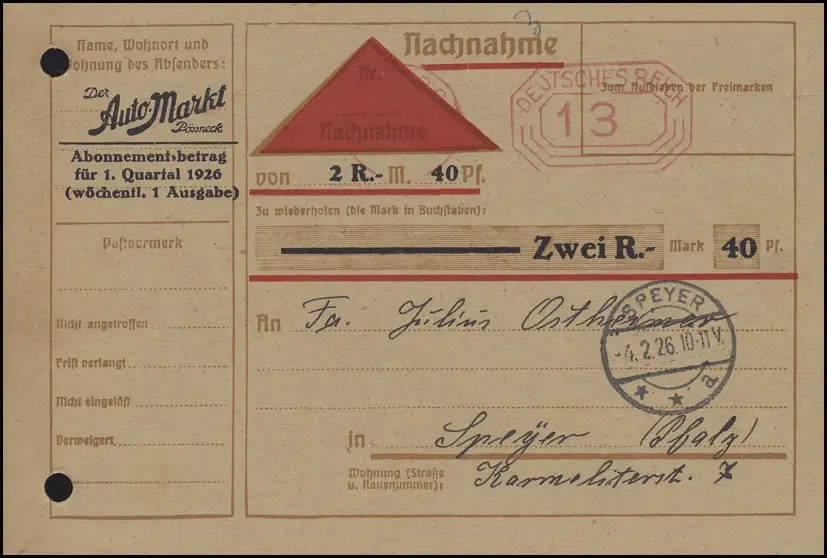 3
Name, Wohnort und
Wohnung des Absenders:
Der
Auto-Markt
Pösneck
Abonnementsbetrag
für 1. Quartal 1926
(wöchentl. 1 Ausgabe)
Postvermerk
Nicht angetroffen
Frist verlangt
Nicht eingelöst
Verweigert
Nachnahme
Nr.
Nachnahme
DEUTSCHES REICH
13
Zum Aufkleben der Freimarken
von 2 R.- M. 40 Pf.
Zu wiederholen (die Mark in Buchstaben):
Zwei R.- Mark 40 Pf.
An Fa. Julius Ostheimer
SPEYER
-4.2.26.10-11V.
in Speyer (Pfalz)
Wohnung (Straße
u. Hausnummer): Karmeliterstr. 7